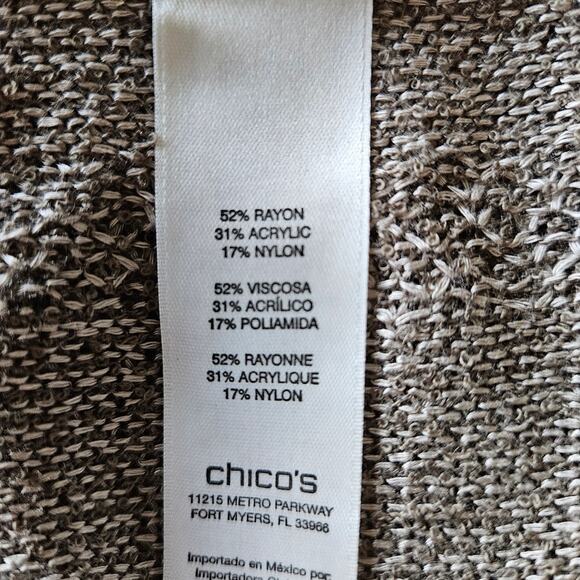 52% RAYON
31% ACRYLIC
17% NYLON
52% VISCOSA
31% ACRÍLICO
17% POLIAMIDA
52% RAYONNE
31% ACRYLIQUE
17% NYLON
chico's
11215 METRO PARKWAY
FORT MYERS, FL 33966
Importado en México por:
Importadora